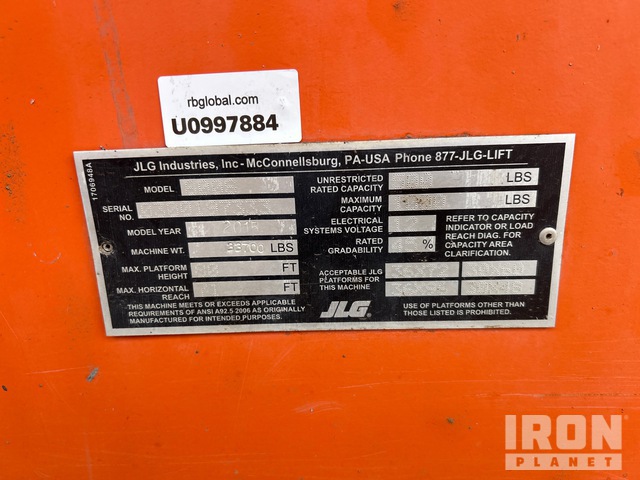 rbglobal.com
U0997884
1706948A
JLG Industries, Inc - McConnellsburg, PA-USA Phone 877-JLG-LIFT
MODEL
SERIAL NO.
MODEL YEAR
MACHINE WT. 33700 LBS
MAX. PLATFORM HEIGHT FT
MAX. HORIZONTAL REACH FT
THIS MACHINE MEETS OR EXCEEDS APPLICABLE
REQUIREMENTS OF ANSI A92.5-2006 AS ORIGINALLY
MANUFACTURED FOR INTENDED PURPOSES.
UNRESTRICTED RATED CAPACITY LBS
MAXIMUM CAPACITY LBS
ELECTRICAL SYSTEMS VOLTAGE
RATED GRADABILITY %
REFER TO CAPACITY
INDICATOR OR LOAD
REACH DIAG. FOR
CAPACITY AREA
CLARIFICATION.
ACCEPTABLE JLG
PLATFORMS FOR
THIS MACHINE
JLG
USE OF PLATFORMS OTHER THAN
THOSE LISTED IS PROHIBITED.
IRON
PLANET